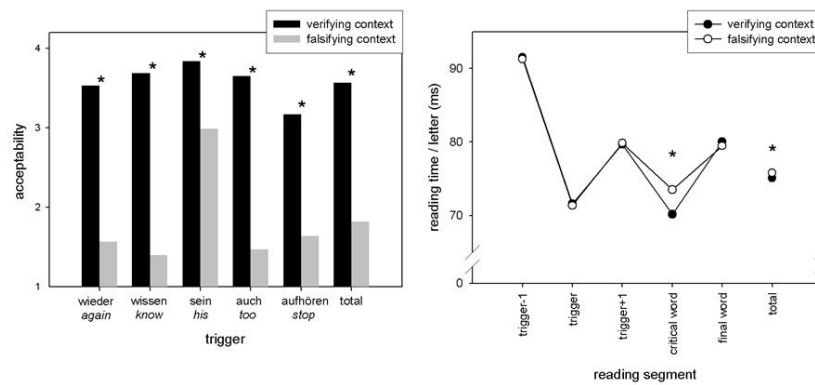 verifying context
falsifying context
4
3
2
1
acceptability
* * * * * *
wieder wissen sein auch aufhören total
again know his too stop
trigger
verifying context
falsifying context
90
80
70
0
reading time / letter (ms)
* *
trigger-1
trigger
trigger+1
critical word
final word
total
reading segment